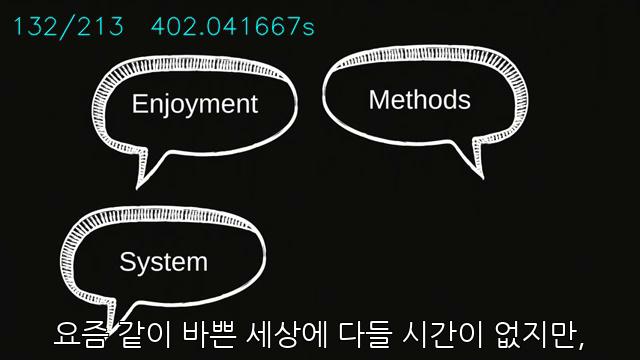 132/213 402.041667s
Enjoyment
Methods
System
요즘 같이 바쁜 세상에 다들 시간이 없지만,